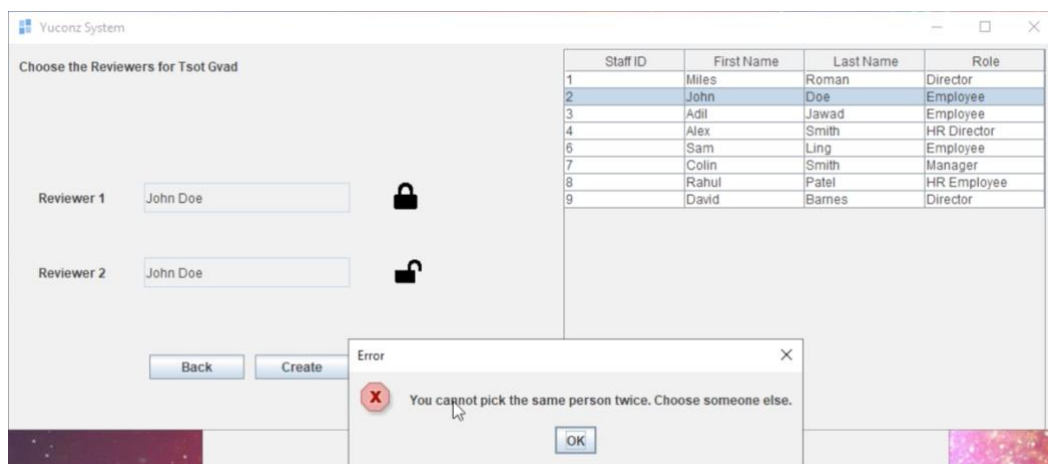 Yuconz System
Choose the Reviewers for Tsot Gvad
Staff ID First Name Last Name Role
1 Miles Roman Director
2 John Doe Employee
3 Adil Jawad Employee
4 Alex Smith HR Director
6 Sam Ling Employee
7 Colin Smith Manager
8 Rahul Patel HR Employee
9 David Barnes Director
Reviewer 1 John Doe
Reviewer 2 John Doe
Back Create
Error
X You cannot pick the same person twice. Choose someone else.
OK